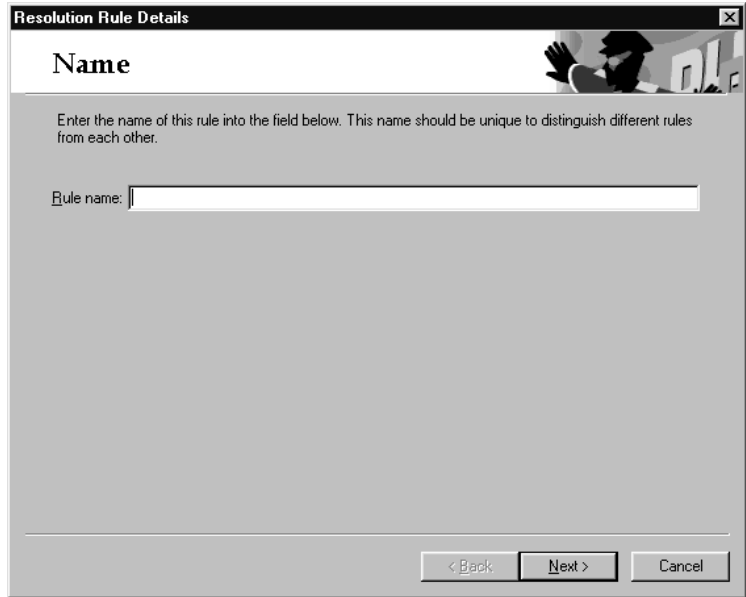 Resolution Rule Details
Name
Enter the name of this rule into the field below. This name should be unique to distinguish different rules
from each other.
Rule name:
< Back
Next >
Cancel